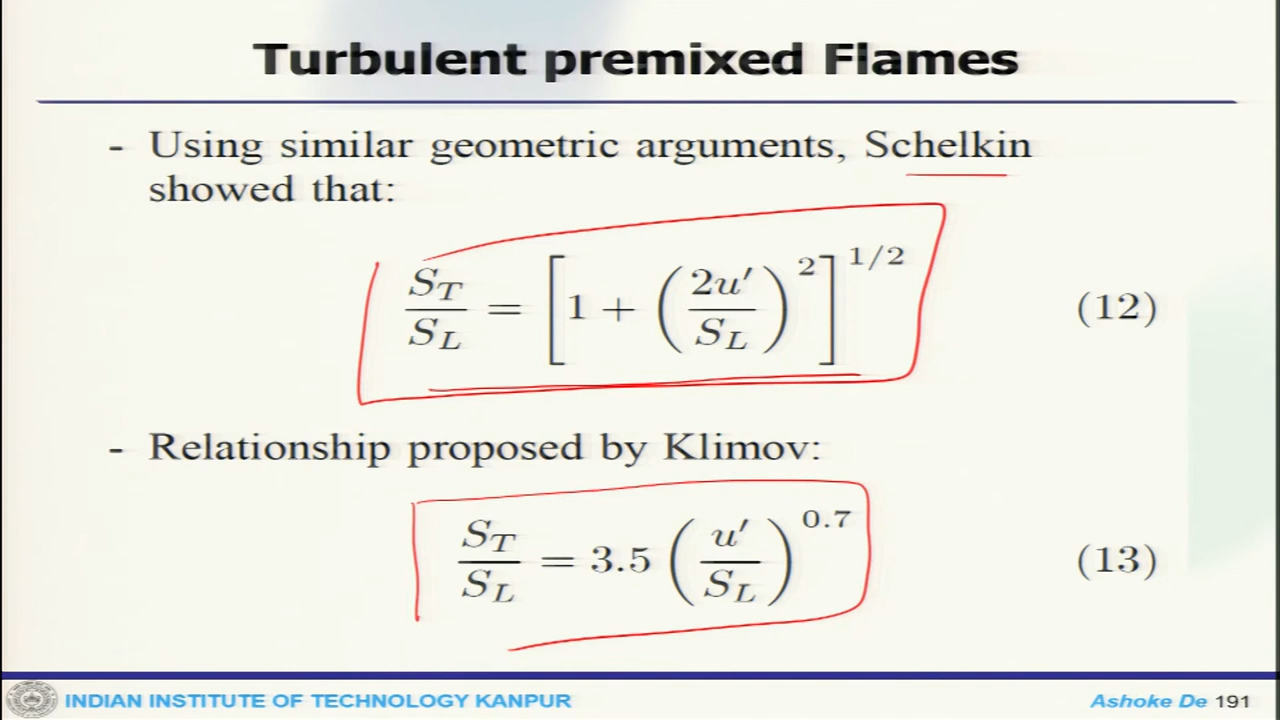 Turbulent premixed Flames
- Using similar geometric arguments, Schelkin
showed that:
S_T/S_L = [1 + (2u′/S_L)^2]^{1/2} (12)
- Relationship proposed by Klimov:
S_T/S_L = 3.5 (u′/S_L)^{0.7} (13)
INDIAN INSTITUTE OF TECHNOLOGY KANPUR Ashoke De 191